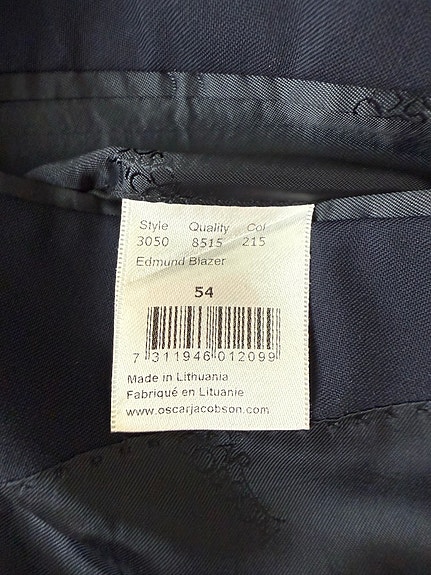 Style Quality Col
3050 8515 215
Edmund Blazer
54
7 311946 012099
Made in Lithuania
Fabriqué en Lituanie
www.oscarjacobson.com